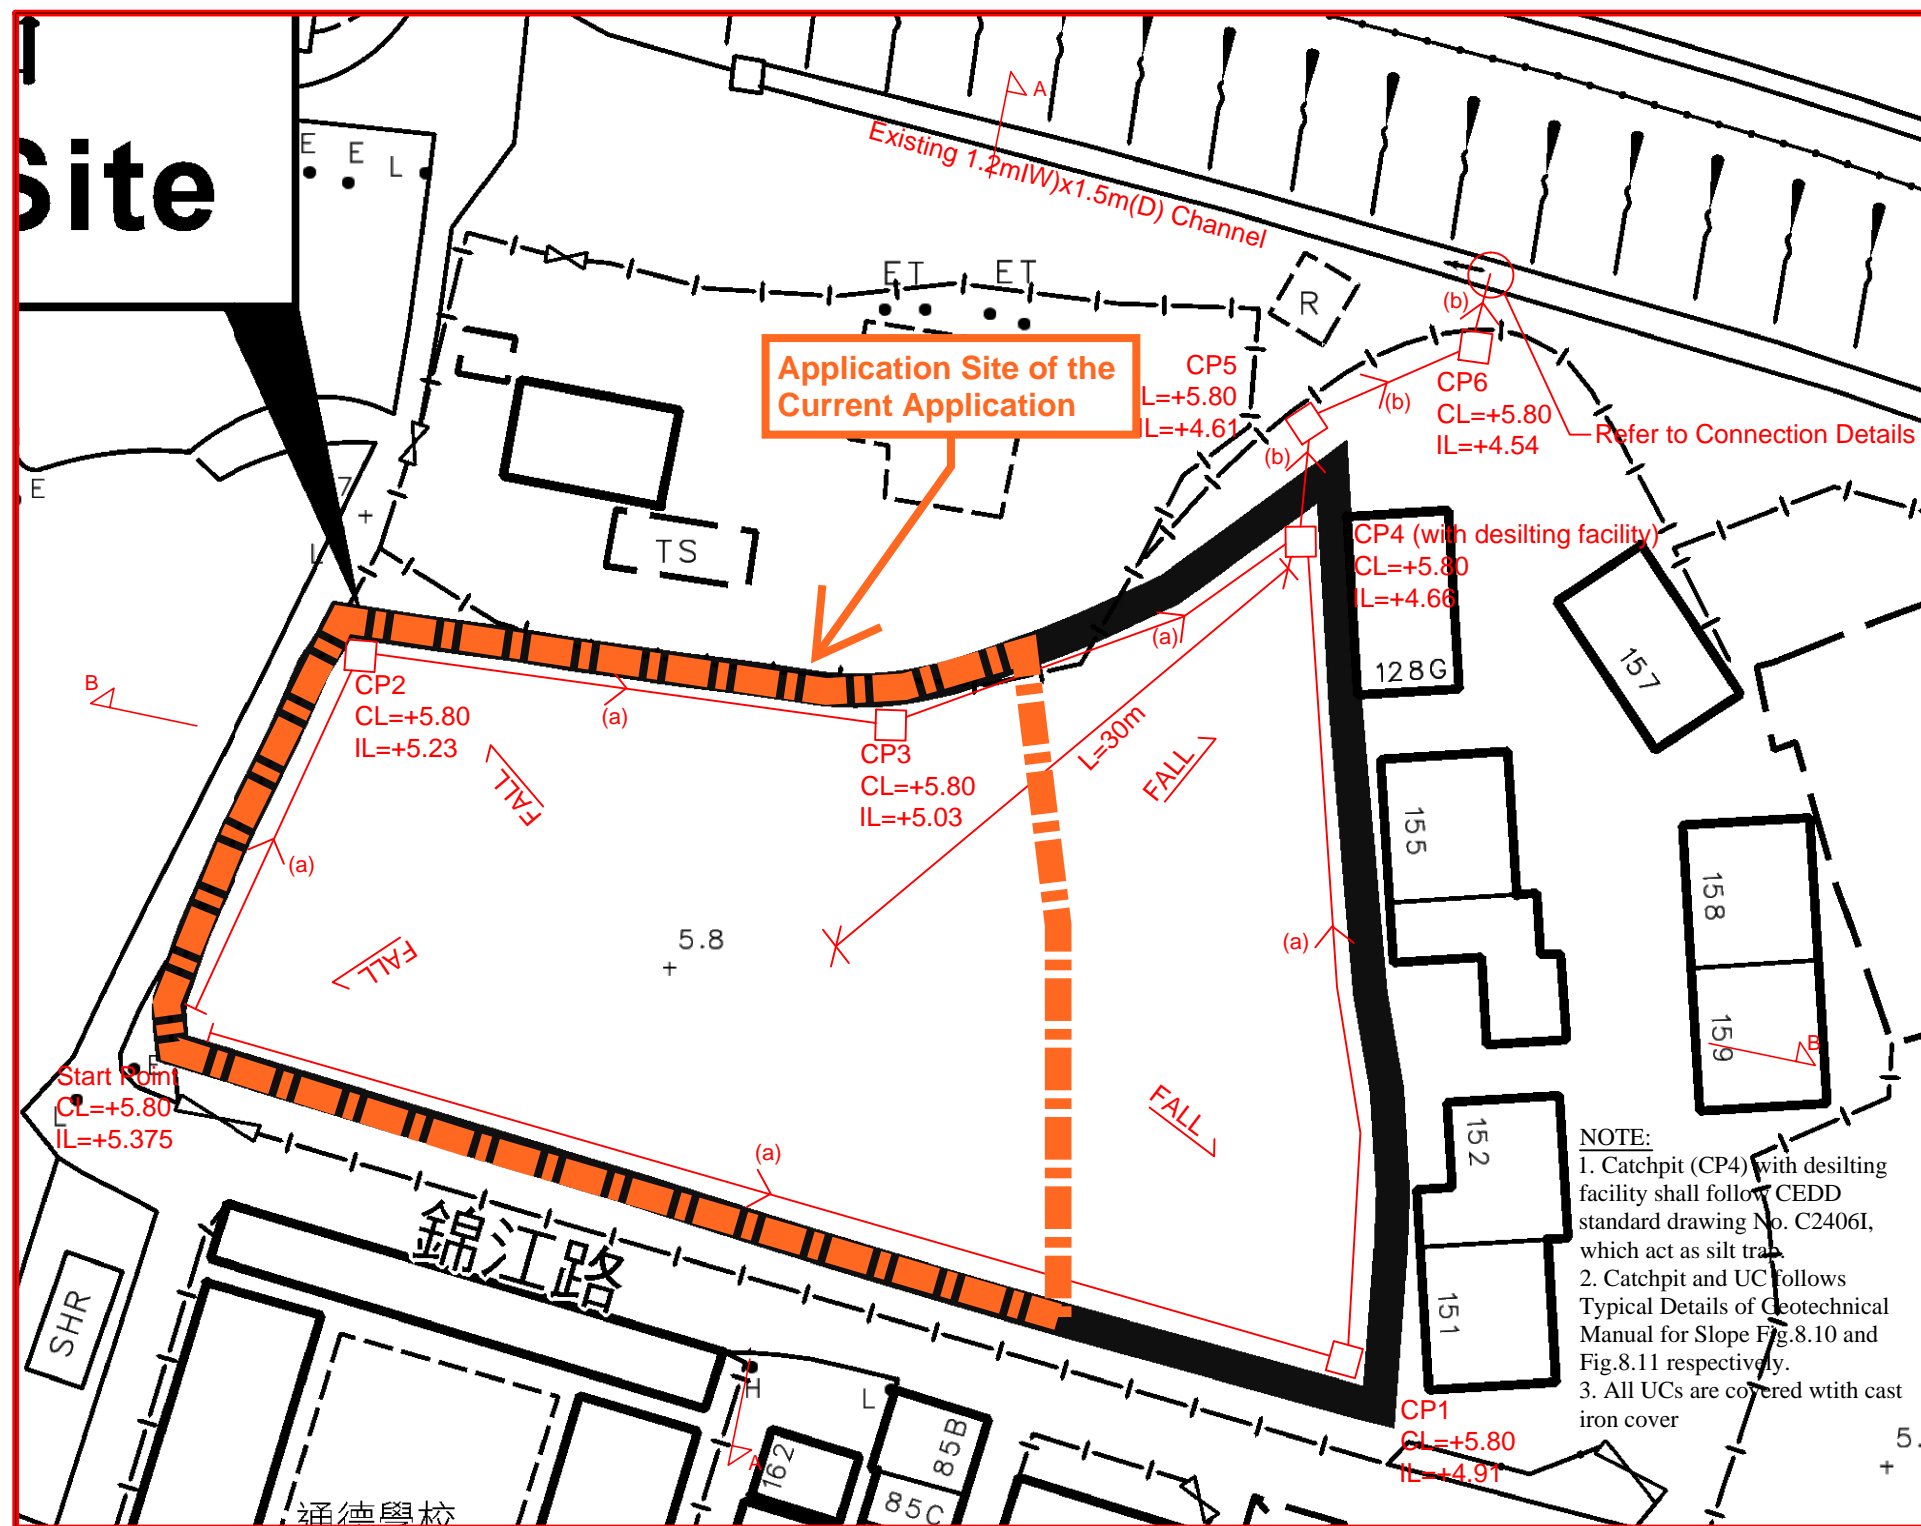 Site
E
E
L
A
Existing 1.2mIW)x1.5m(D) Channel
ET
ET
R
(b)
Application Site of the
Current Application
CP5
L=+5.80
IL=+4.61
CP6
CL=+5.80
IL=+4.54
(b)
Refer to Connection Details
(b)
E
7
L
TS
CP4 (with desilting facility)
CL=+5.80
IL=+4.66
128G
157
(a)
B
CP2
CL=+5.80
IL=+5.23
(a)
CP3
CL=+5.80
IL=+5.03
L=30m
FALL
FALL
155
(a)
158
5.8
(a)
FALL
159
B
E
Start Point
CL=+5.80
L
IL=+5.375
FALL
(a)
152
NOTE:
1. Catchpit (CP4) with desilting
facility shall follow CEDD
standard drawing No. C2406I,
which act as silt trap.
2. Catchpit and UC follows
Typical Details of Geotechnical
Manual for Slope Fig.8.10 and
Fig.8.11 respectively.
3. All UCs are covered wtith cast
iron cover
錦江路
SHR
151
H
L
A
162
85B
85C
CP1
CL=+5.80
IL=+4.91
5.
通德學校